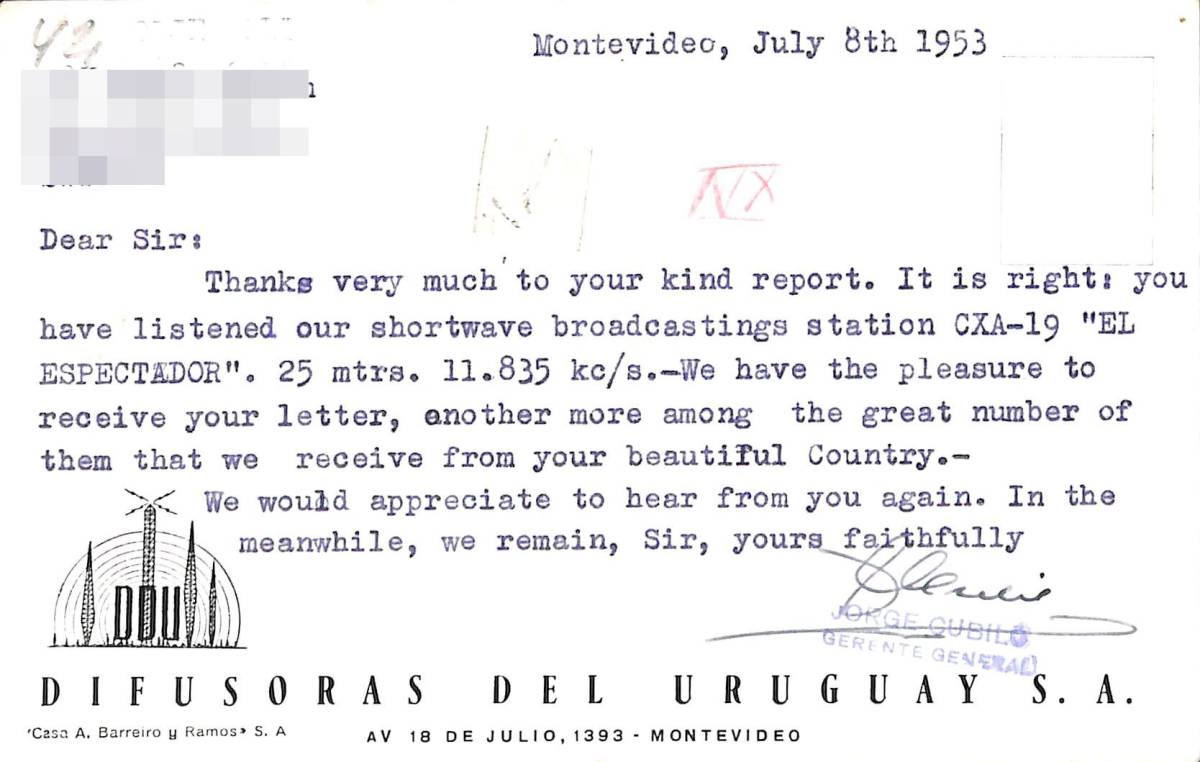 Montevideo, July 8th 1953
Dear Sir:
Thanks very much to your kind report. It is right: you
have listened our shortwave broadcastings station CXA-19 "EL
ESPECTADOR". 25 mtrs. 11.835 kc/s.-We have the pleasure to
receive your letter, another more among the great number of
them that we receive from your beautiful Country.-
We would appreciate to hear from you again. In the
meanwhile, we remain, Sir, yours faithfully
DDU
JORGE CUBILO
GERENTE GENERAL
DIFUSORAS DEL URUGUAY S. A.
"Casa A. Barreiro y Ramos" S. A
AV 18 DE JULIO, 1393 - MONTEVIDEO